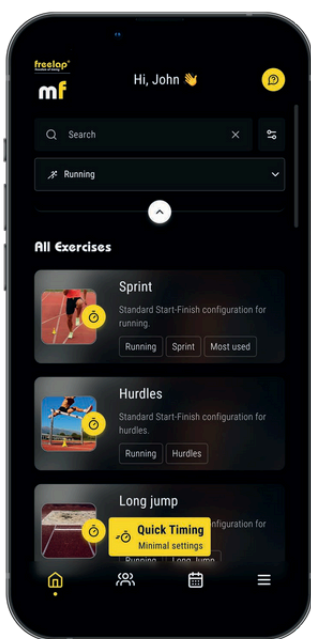 freelap
mf
Hi, John 👋
Search
Running
All Exercises
Sprint
Standard Start-Finish configuration for
running.
Running Sprint Most used
Hurdles
Standard Start-Finish configuration for
hurdles.
Running Hurdles
Long jump
nfiguration for
Quick Timing
Minimal settings
Running Long Jump